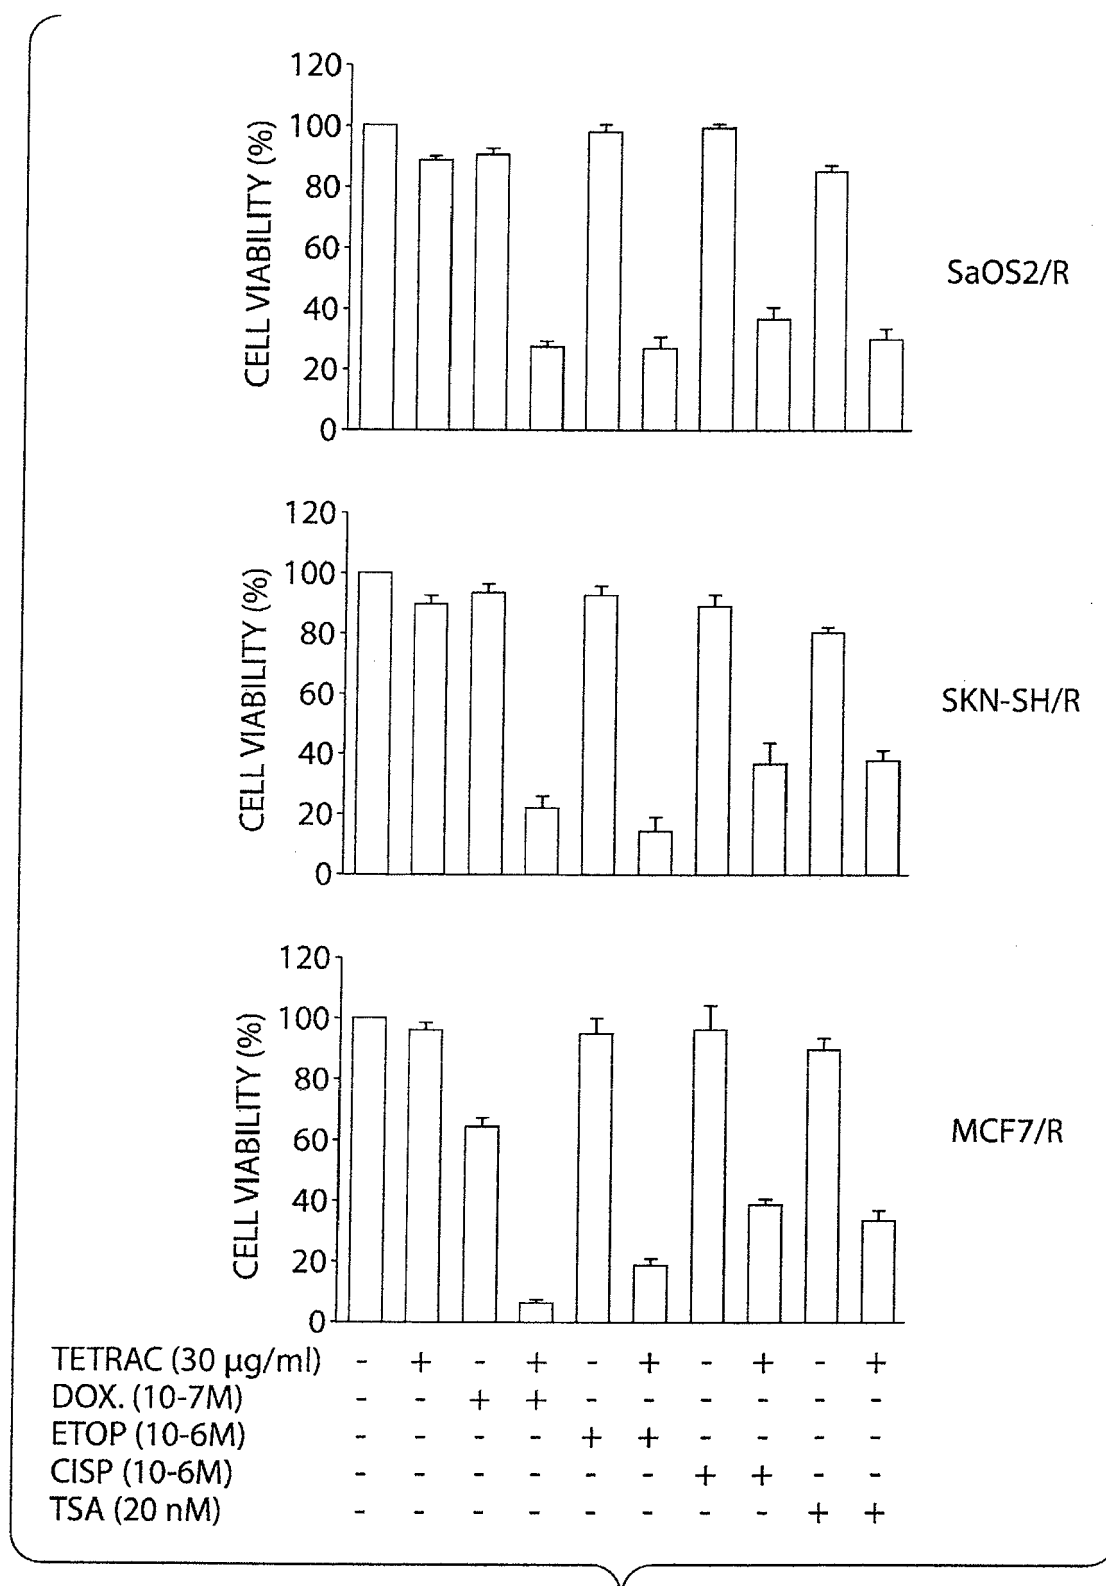 120
100
80
60
40
20
0
CELL VIABILITY (%)
SaOS2/R
120
100
80
60
40
20
0
CELL VIABILITY (%)
SKN-SH/R
120
100
80
60
40
20
0
CELL VIABILITY (%)
MCF7/R
TETRAC (30 µg/ml) - + - + - + - + - +
DOX. (10-7M) - - + + - - - - - -
ETOP (10-6M) - - - - + + - - - -
CISP (10-6M) - - - - - - + + - -
TSA (20 nM) - - - - - - - - + +